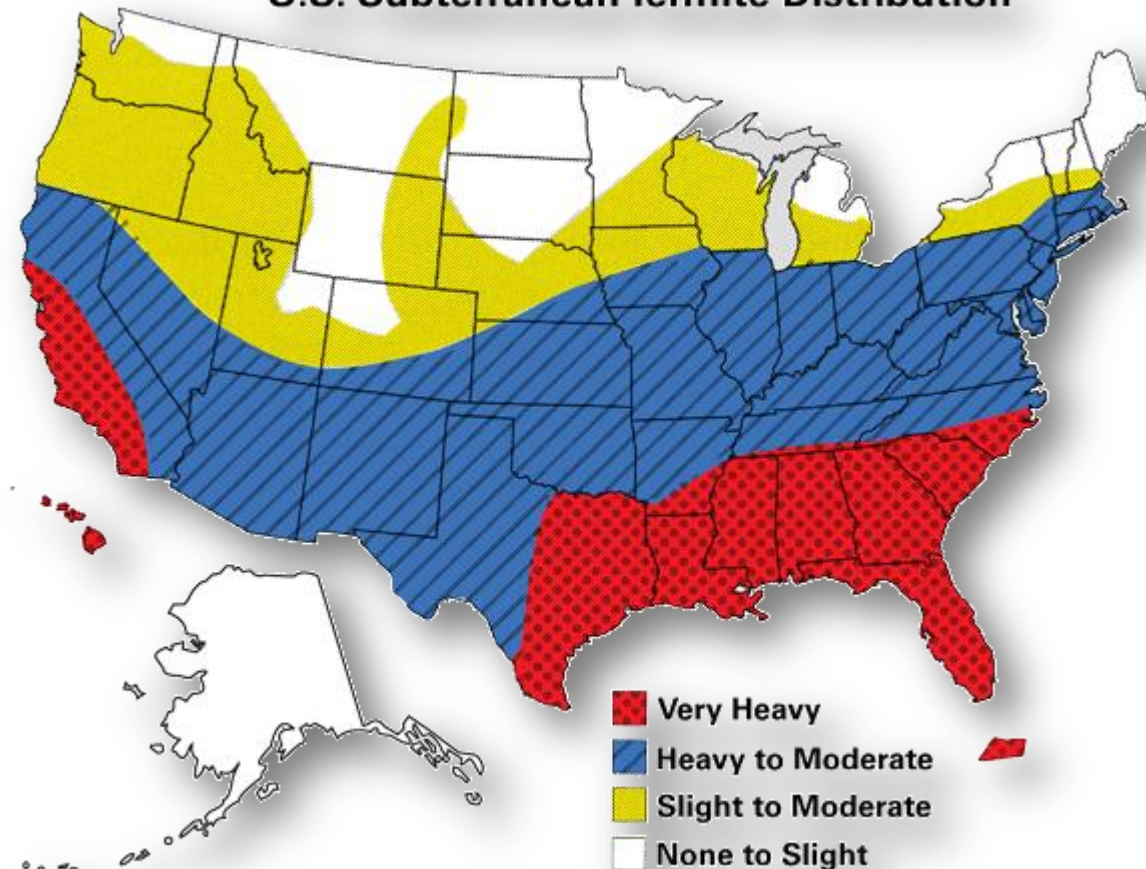 U.S. Subterranean Termite Distribution
Very Heavy
Heavy to Moderate
Slight to Moderate
None to Slight